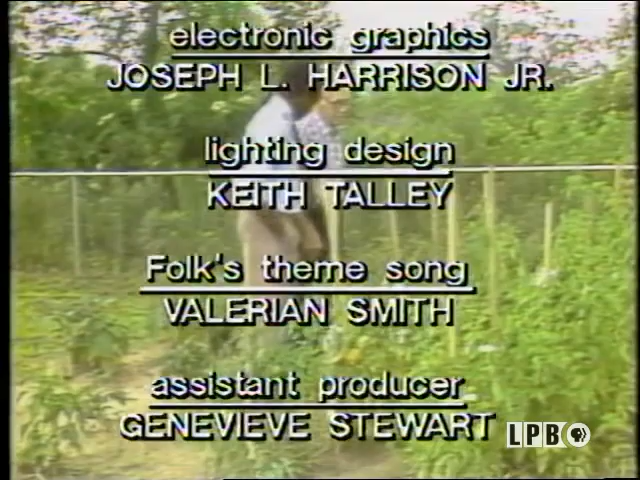 electronic graphics
JOSEPH L. HARRISON JR.
lighting design
KEITH TALLEY
Folk's theme song
VALERIAN SMITH
assistant producer
GENEVIEVE STEWART
LPB